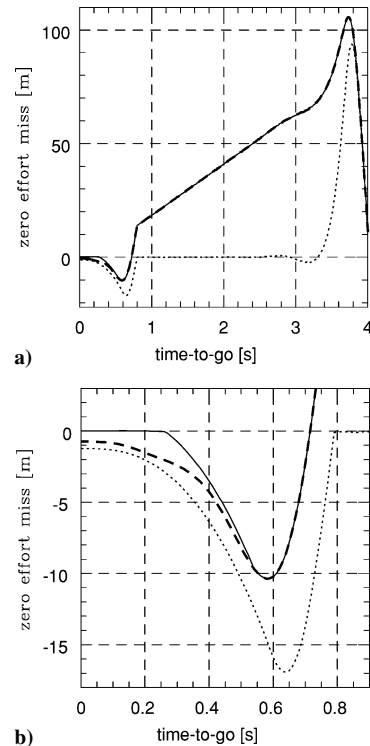 100
50
0
zero effort miss [m]
0 1 2 3 4
time-to-go [s]
a)
0
-5
-10
-15
zero effort miss [m]
0 0.2 0.4 0.6 0.8
time-to-go [s]
b)